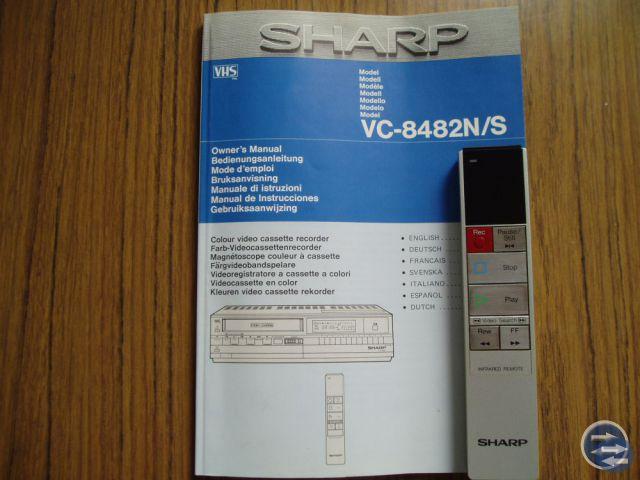 SHARP
VHS
Model
Modell
Modèle
Modell
Modello
Modelo
Model
VC-8482N/S
Owner's Manual
Bedienungsanleitung
Mode d'emploi
Bruksanvisning
Manuale di istruzioni
Manual de Instrucciones
Gebruiksaanwijzing
Colour video cassette recorder
Farb-Videocassettenrecorder
Magnétoscope couleur à cassette
Färgvideobandspelare
Videoregistratore a cassette a colori
Videocassette en color
Kleuren video cassette rekorder
• ENGLISH .....
• DEUTSCH .....
• FRANCAIS ....
• SVENSKA .....
• ITALIANO .....
• ESPAÑOL .....
• DUTCH .....
SHARP
Rec
Pause/
Still
Stop
Play
Video Search
Rew
FF
INFRARED REMOTE
SHARP